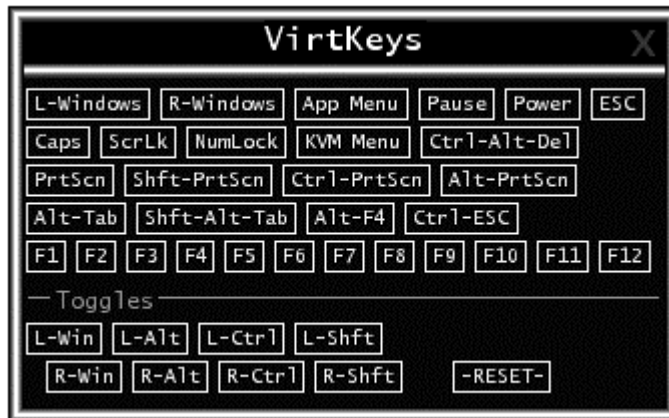 VirtKeys X
L-Windows R-Windows App Menu Pause Power ESC
Caps ScrLk NumLock KVM Menu Ctrl-Alt-Del
PrtScn Shft-PrtScn Ctrl-PrtScn Alt-PrtScn
Alt-Tab Shft-Alt-Tab Alt-F4 Ctrl-ESC
F1 F2 F3 F4 F5 F6 F7 F8 F9 F10 F11 F12
Toggles
L-Win L-Alt L-Ctrl L-Shft
R-Win R-Alt R-Ctrl R-Shft -RESET-